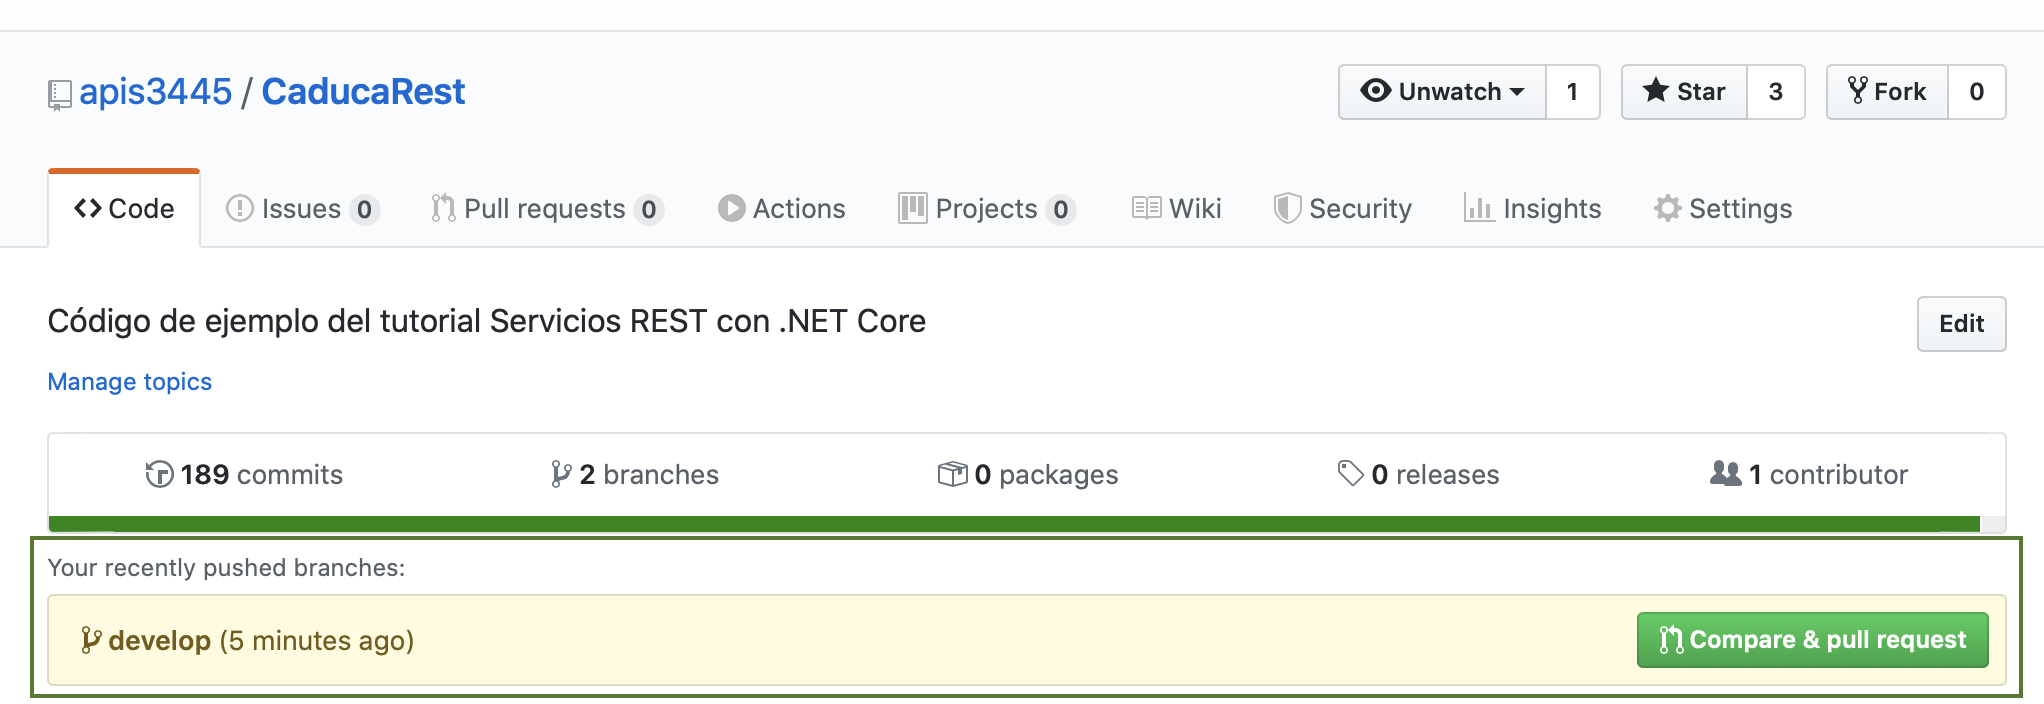 apis3445 / CaducaRest
Unwatch 1 Star 3 Fork 0
Code Issues 0 Pull requests 0 Actions Projects 0 Wiki Security Insights Settings
Código de ejemplo del tutorial Servicios REST con .NET Core
Edit
Manage topics
189 commits 2 branches 0 packages 0 releases 1 contributor
Your recently pushed branches:
develop (5 minutes ago)
Compare & pull request